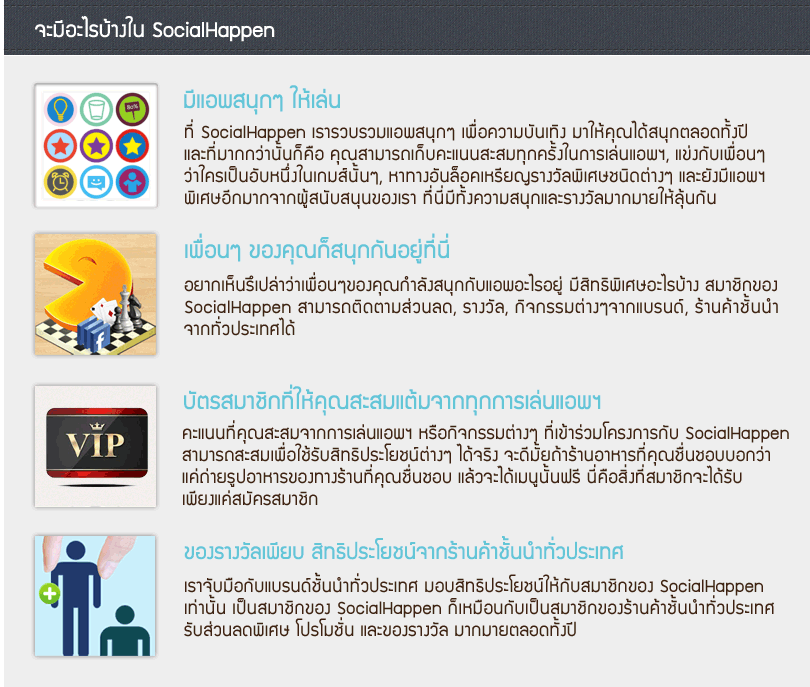 จะมีอะไรบ้างใน SocialHappen
มีแอพสนุกๆ ให้เล่น
ที่ SocialHappen เรารวบรวมแอพสนุกๆ เพื่อความบันเทิง มาให้คุณได้สนุกตลอดทั้งปี
และที่มากกว่านั้นก็คือ คุณสามารถเก็บคะแนนสะสมทุกครั้งในการเล่นแอพฯ, แข่งกับเพื่อนๆ
ว่าใครเป็นอับหนึ่งในเกมส์นั้นๆ, หาทางอันล็อคเหรียญรางวัลพิเศษชนิดต่างๆ และยังมีแอพฯ
พิเศษอีกมากจากผู้สนับสนุนของเรา ที่นี่มีทั้งความสนุกและรางวัลมากมายให้ลุ้นกัน
80%
เพื่อนๆ ของคุณก็สนุกกันอยู่ที่นี่
อยากเห็นรึเปล่าว่าเพื่อนๆของคุณกำลังสนุกกับแอพอะไรอยู่ มีสิทธิพิเศษอะไรบ้าง สมาชิกของ
SocialHappen สามารถติดตามส่วนลด, รางวัล, กิจกรรมต่างๆจากแบรนด์, ร้านค้าชั้นนำ
จากทั่วประเทศได้
f
บัตรสมาชิกที่ให้คุณสะสมแต้มจากทุกการเล่นแอพฯ
คะแนนที่คุณสะสมจากการเล่นแอพฯ หรือกิจกรรมต่างๆ ที่เข้าร่วมโครงการกับ SocialHappen
สามารถสะสมเพื่อใช้รับสิทธิประโยชน์ต่างๆ ได้จริง จะดีมั้ยถ้าร้านอาหารที่คุณชื่นชอบบอกว่า
แค่ถ่ายรูปอาหารของทางร้านที่คุณชื่นชอบ แล้วจะได้เมนูนั้นฟรี นี่คือสิ่งที่สมาชิกจะได้รับ
เพียงแค่สมัครสมาชิก
VIP
ของรางวัลเพียบ สิทธิประโยชน์จากร้านค้าชั้นนำทั่วประเทศ
เราจับมือกับแบรนด์ชั้นนำทั่วประเทศ มอบสิทธิประโยชน์ให้กับสมาชิกของ SocialHappen
เท่านั้น เป็นสมาชิกของ SocialHappen ก็เหมือนกับเป็นสมาชิกของร้านค้าชั้นนำทั่วประเทศ
รับส่วนลดพิเศษ โปรโมชั่น และของรางวัล มากมายตลอดทั้งปี